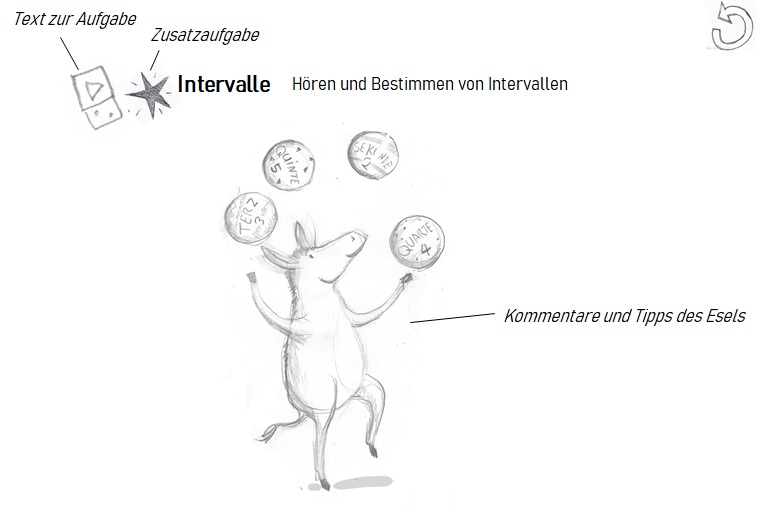 Text zur Aufgabe
Zusatzaufgabe
Intervalle Hören und Bestimmen von Intervallen
QUINTE
5
SEKUNDE
2
TERZ
3
QUARTE
4
Kommentare und Tipps des Esels